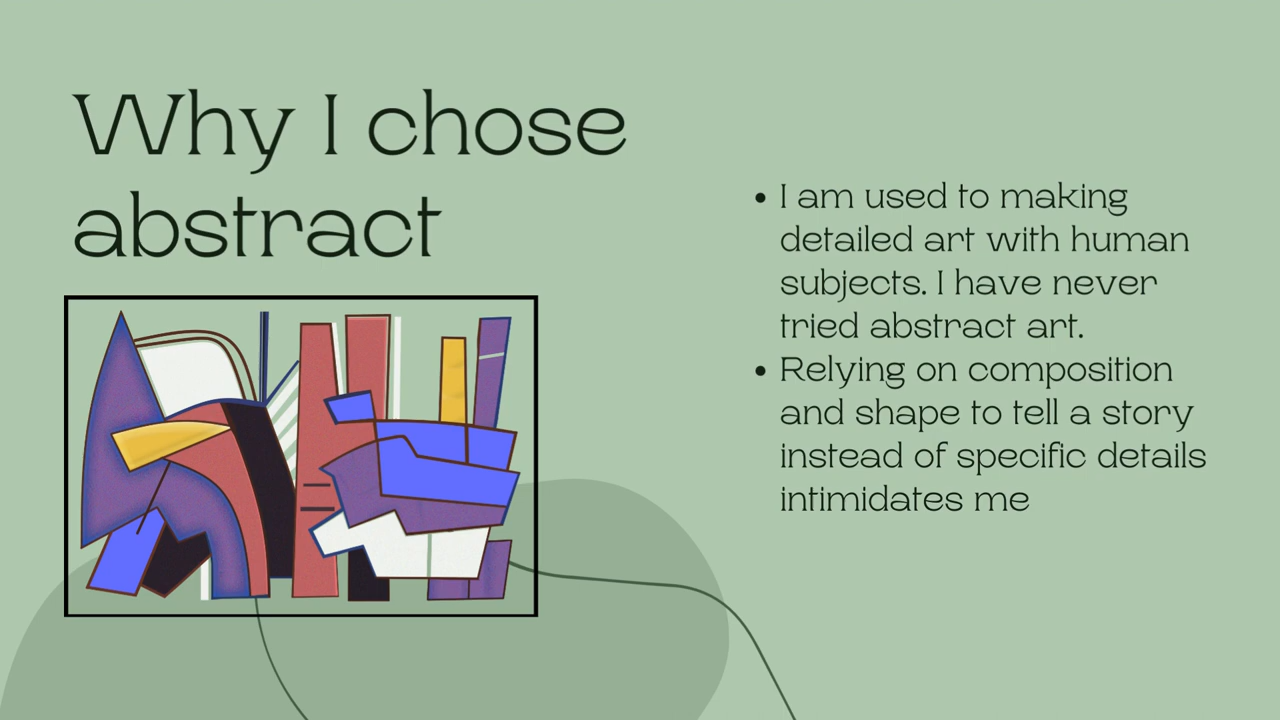 Why I chose
abstract
• I am used to making
detailed art with human
subjects. I have never
tried abstract art.
• Relying on composition
and shape to tell a story
instead of specific details
intimidates me